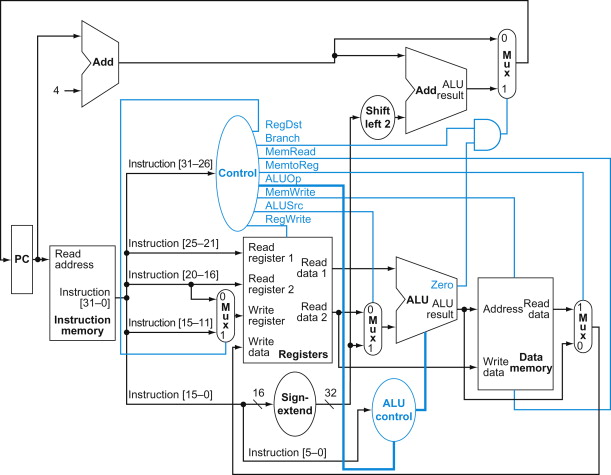 0
M
u
x
1
Add
4
Add ALU
result
Shift
left 2
RegDst
Branch
MemRead
MemtoReg
ALUOp
MemWrite
ALUSrc
RegWrite
Control
Instruction [31–26]
Instruction [25–21]
Instruction [20–16]
Instruction [15–11]
Instruction [15–0]
Instruction [5–0]
PC
Read
address
Instruction
[31–0]
Instruction
memory
0
M
u
x
1
Read
register 1
Read
register 2
Write
register
Write
data
Read
data 1
Read
data 2
Registers
0
M
u
x
1
Zero
ALU
ALU
result
Address
Read
data
Write
data
Data
memory
1
M
u
x
0
16
Sign-
extend
32
ALU
control